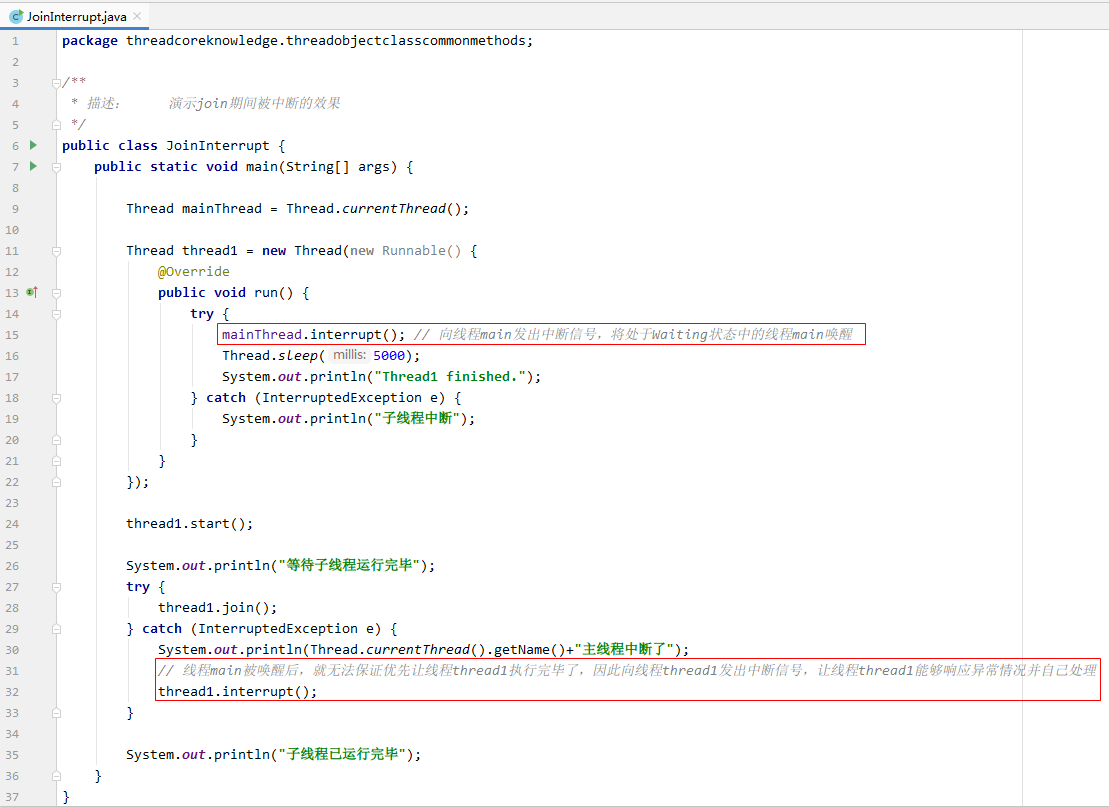 JoinInterrupt.java
1 package threadcoreknowledge.threadobjectclasscommonmethods;
2
3 /**
4 * 描述： 演示join期间被中断的效果
5 */
6 public class JoinInterrupt {
7 public static void main(String[] args) {
8
9 Thread mainThread = Thread.currentThread();
10
11 Thread thread1 = new Thread(new Runnable() {
12 @Override
13 public void run() {
14 try {
15 mainThread.interrupt(); // 向线程main发出中断信号，将处于Waiting状态中的线程main唤醒
16 Thread.sleep( millis: 5000);
17 System.out.println("Thread1 finished.");
18 } catch (InterruptedException e) {
19 System.out.println("子线程中断");
20 }
21 }
22 });
23
24 thread1.start();
25
26 System.out.println("等待子线程运行完毕");
27 try {
28 thread1.join();
29 } catch (InterruptedException e) {
30 System.out.println(Thread.currentThread().getName()+"主线程中断了");
31 // 线程main被唤醒后，就无法保证优先让线程thread1执行完毕了，因此向线程thread1发出中断信号，让线程thread1能够响应异常情况并自己处理
32 thread1.interrupt();
33 }
34
35 System.out.println("子线程已运行完毕");
36 }
37 }